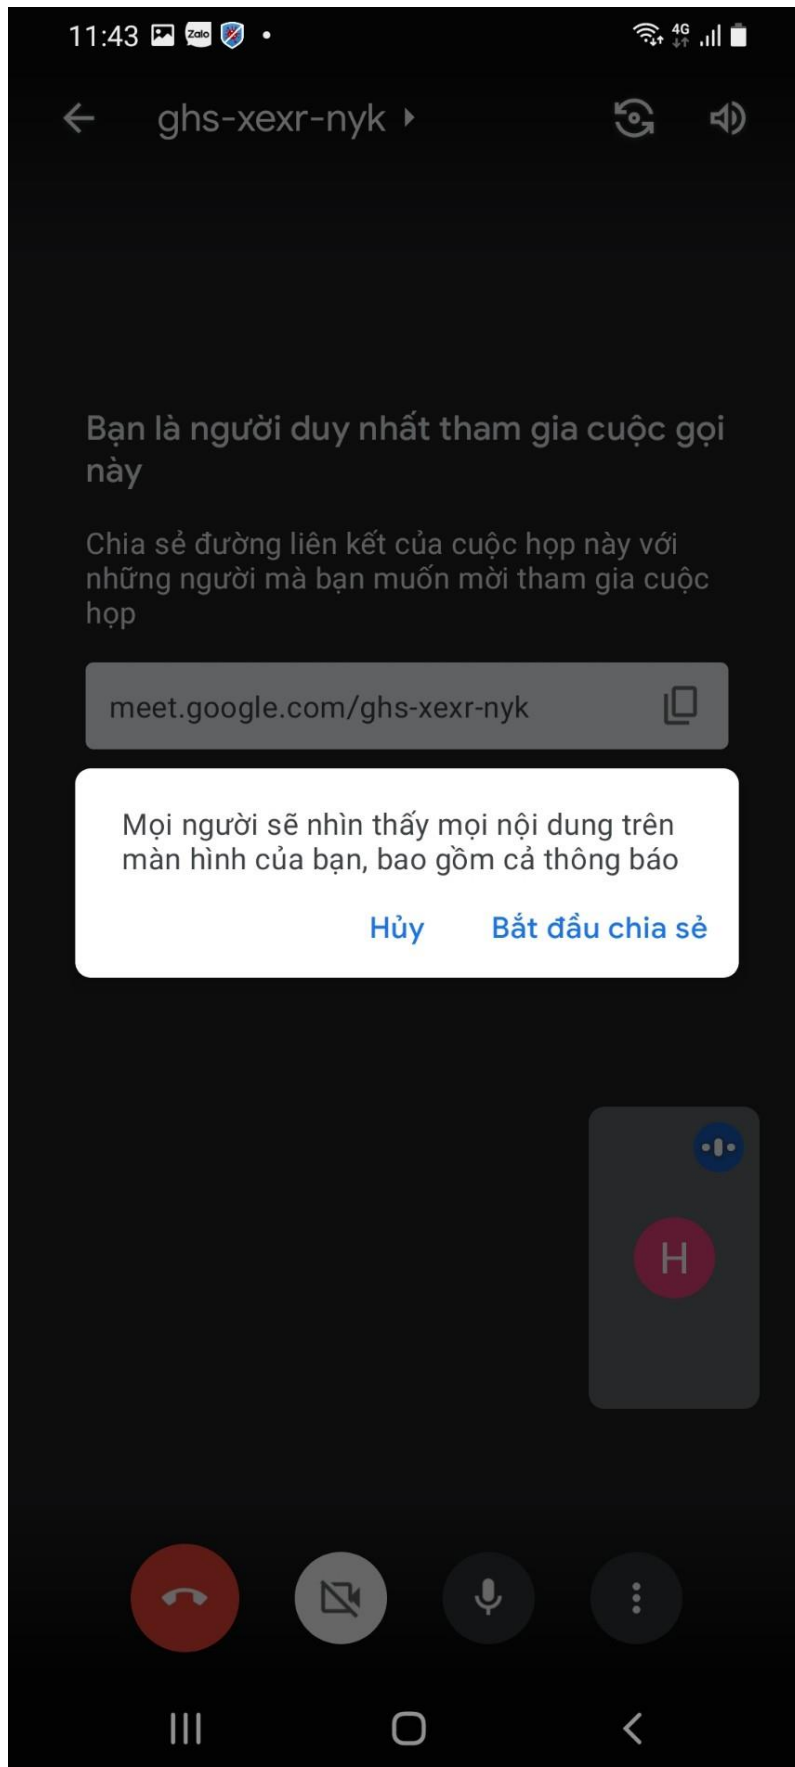 11:43 Zalo 4G
ghs-xexr-nyk
Bạn là người duy nhất tham gia cuộc gọi
này
Chia sẻ đường liên kết của cuộc họp này với
những người mà bạn muốn mời tham gia cuộc
họp
meet.google.com/ghs-xexr-nyk
Mọi người sẽ nhìn thấy mọi nội dung trên
màn hình của bạn, bao gồm cả thông báo
Hủy Bắt đầu chia sẻ
H